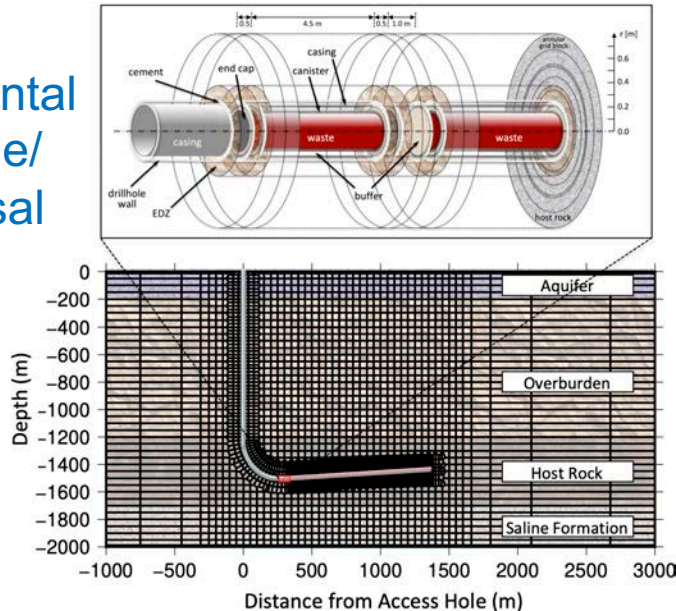 ntal
e/
sal
0.5 4.5 m 0.5 1.0 m
casing
canister
end cap
cement
annular
grid block
r [m]
0.6
0.4
0.2
0.0
casing
waste
waste
drillhole
wall
EDZ
buffer
host rock
0
−200
−400
−600
−800
−1000
−1200
−1400
−1600
−1800
−2000
Depth (m)
Aquifer
Overburden
Host Rock
Saline Formation
−1000 −500 0 500 1000 1500 2000 2500 3000
Distance from Access Hole (m)